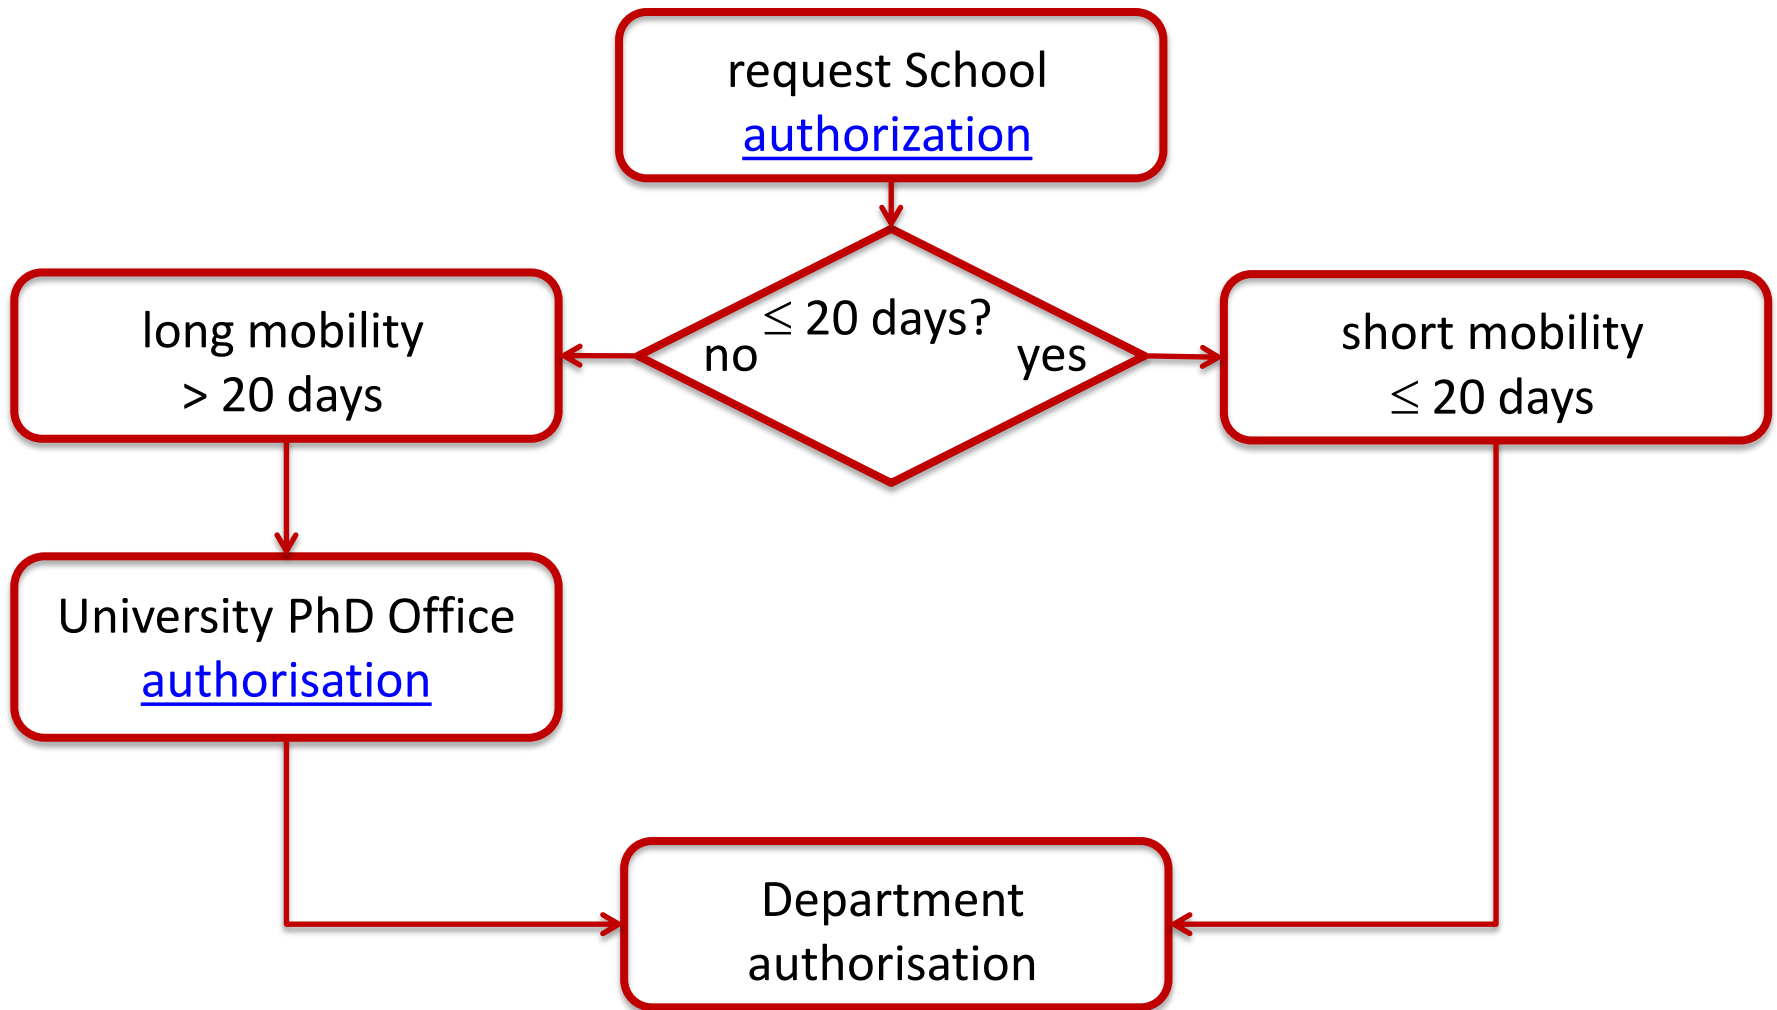 request School
authorization
≤ 20 days?
no
yes
long mobility
> 20 days
short mobility
≤ 20 days
University PhD Office
authorisation
Department
authorisation